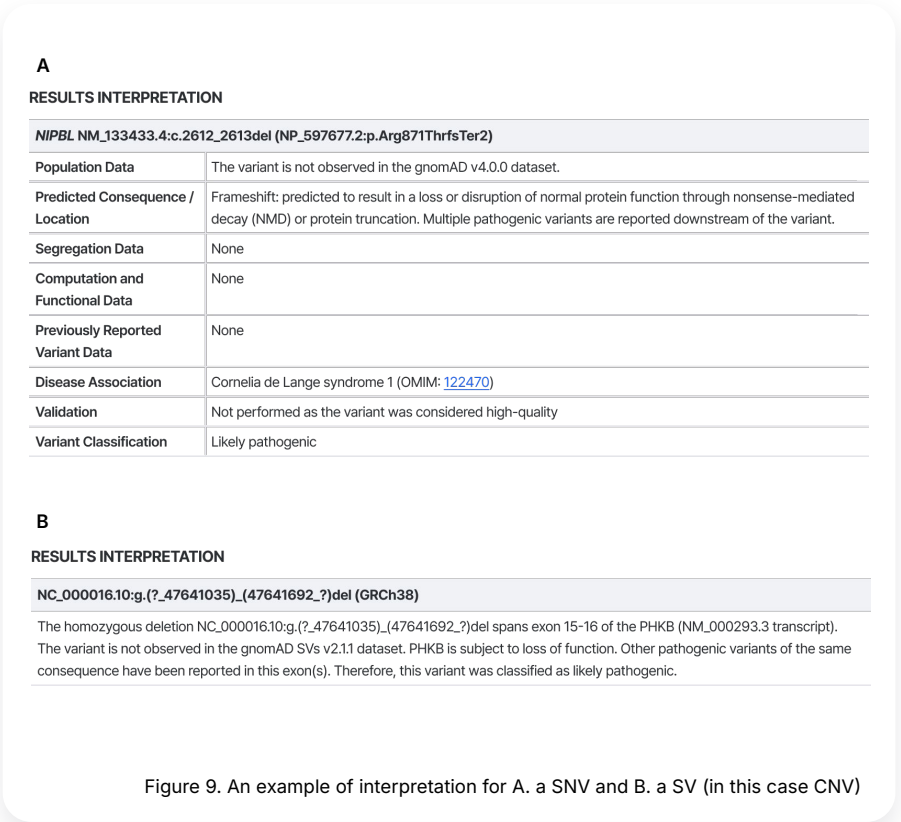 A
RESULTS INTERPRETATION
NIPBL NM_133433.4:c.2612_2613del (NP_597677.2:p.Arg871ThrfsTer2)
Population Data
The variant is not observed in the gnomAD v4.0.0 dataset.
Predicted Consequence /
Location
Frameshift: predicted to result in a loss or disruption of normal protein function through nonsense-mediated
decay (NMD) or protein truncation. Multiple pathogenic variants are reported downstream of the variant.
Segregation Data
None
Computation and
Functional Data
None
Previously Reported
Variant Data
None
Disease Association
Cornelia de Lange syndrome 1 (OMIM: 122470)
Validation
Not performed as the variant was considered high-quality
Variant Classification
Likely pathogenic
B
RESULTS INTERPRETATION
NC_000016.10:g.(?_47641035)_(47641692_?)del (GRCh38)
The homozygous deletion NC_000016.10:g.(?_47641035)_(47641692_?)del spans exon 15-16 of the PHKB (NM_000293.3 transcript).
The variant is not observed in the gnomAD SVs v2.1.1 dataset. PHKB is subject to loss of function. Other pathogenic variants of the same
consequence have been reported in this exon(s). Therefore, this variant was classified as likely pathogenic.
Figure 9. An example of interpretation for A. a SNV and B. a SV (in this case CNV)